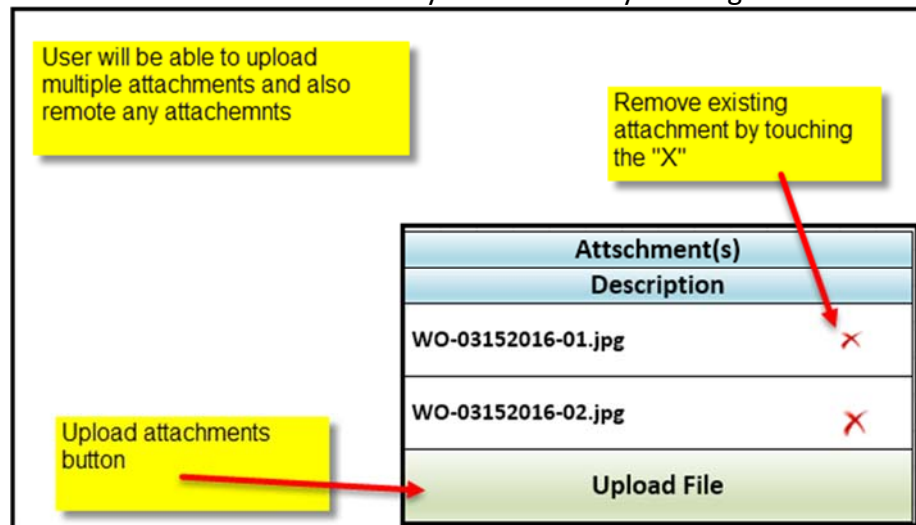 User will be able to upload
multiple attachments and also
remote any attachemnts
Remove existing
attachment by touching
the "X"
Attschment(s)
Description
WO-03152016-01.jpg
WO-03152016-02.jpg
Upload attachments
button
Upload File